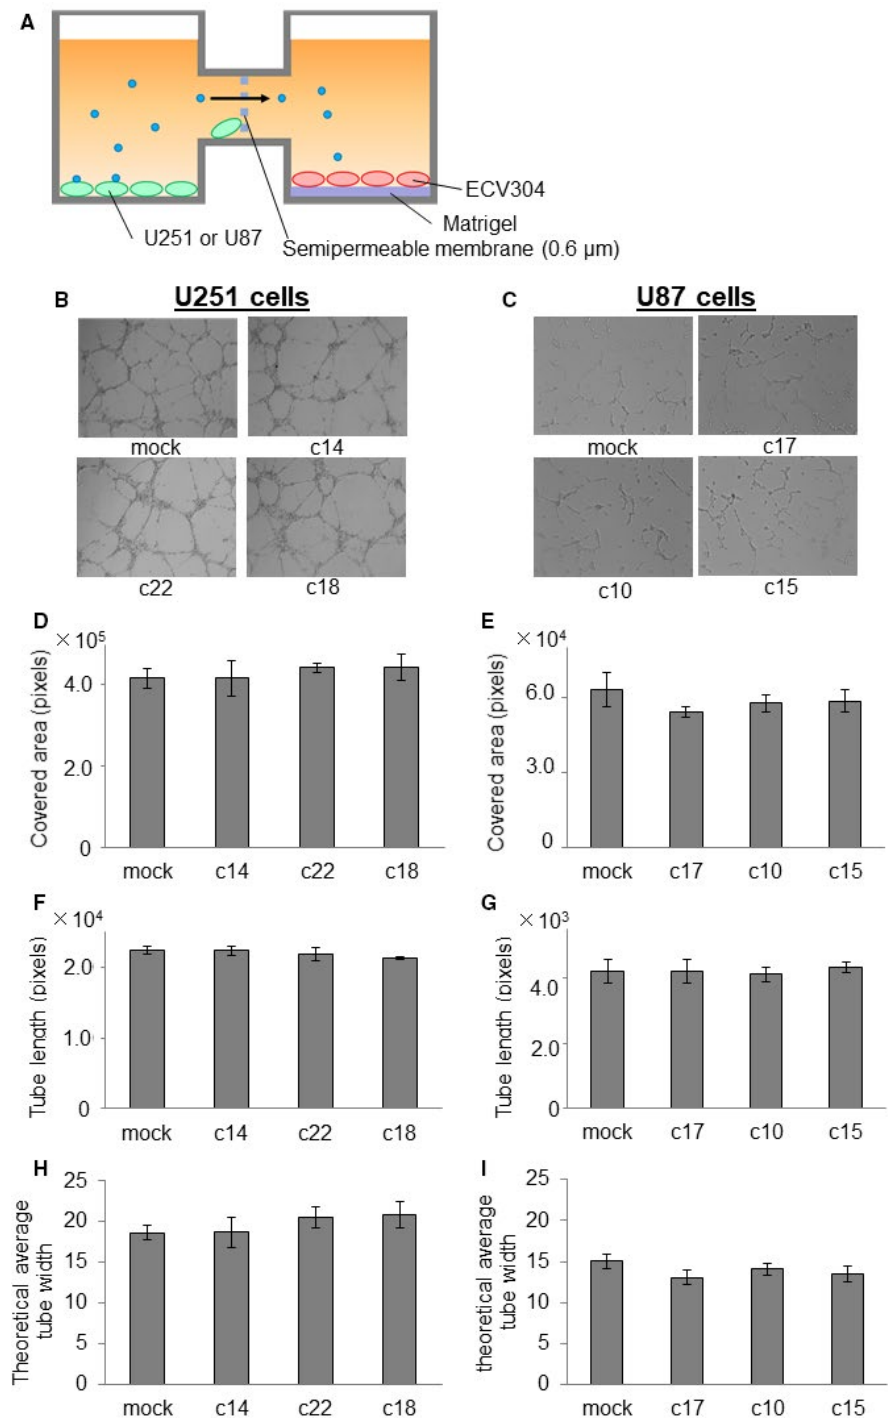 A
ECV304
Matrigel
U251 or U87
Semipermeable membrane (0.6 μm)
B
U251 cells
mock
c14
c22
c18
C
U87 cells
mock
c17
c10
c15
D
×10⁵
Covered area (pixels)
4.0
2.0
0
mock c14 c22 c18
E
×10⁴
Covered area (pixels)
6.0
3.0
0
mock c17 c10 c15
F
×10⁴
Tube length (pixels)
2.0
1.0
0
mock c14 c22 c18
G
×10³
Tube length (pixels)
4.0
2.0
0
mock c17 c10 c15
H
Theoretical average
tube width
25
20
15
10
5
0
mock c14 c22 c18
I
theoretical average
tube width
25
20
15
10
5
0
mock c17 c10 c15